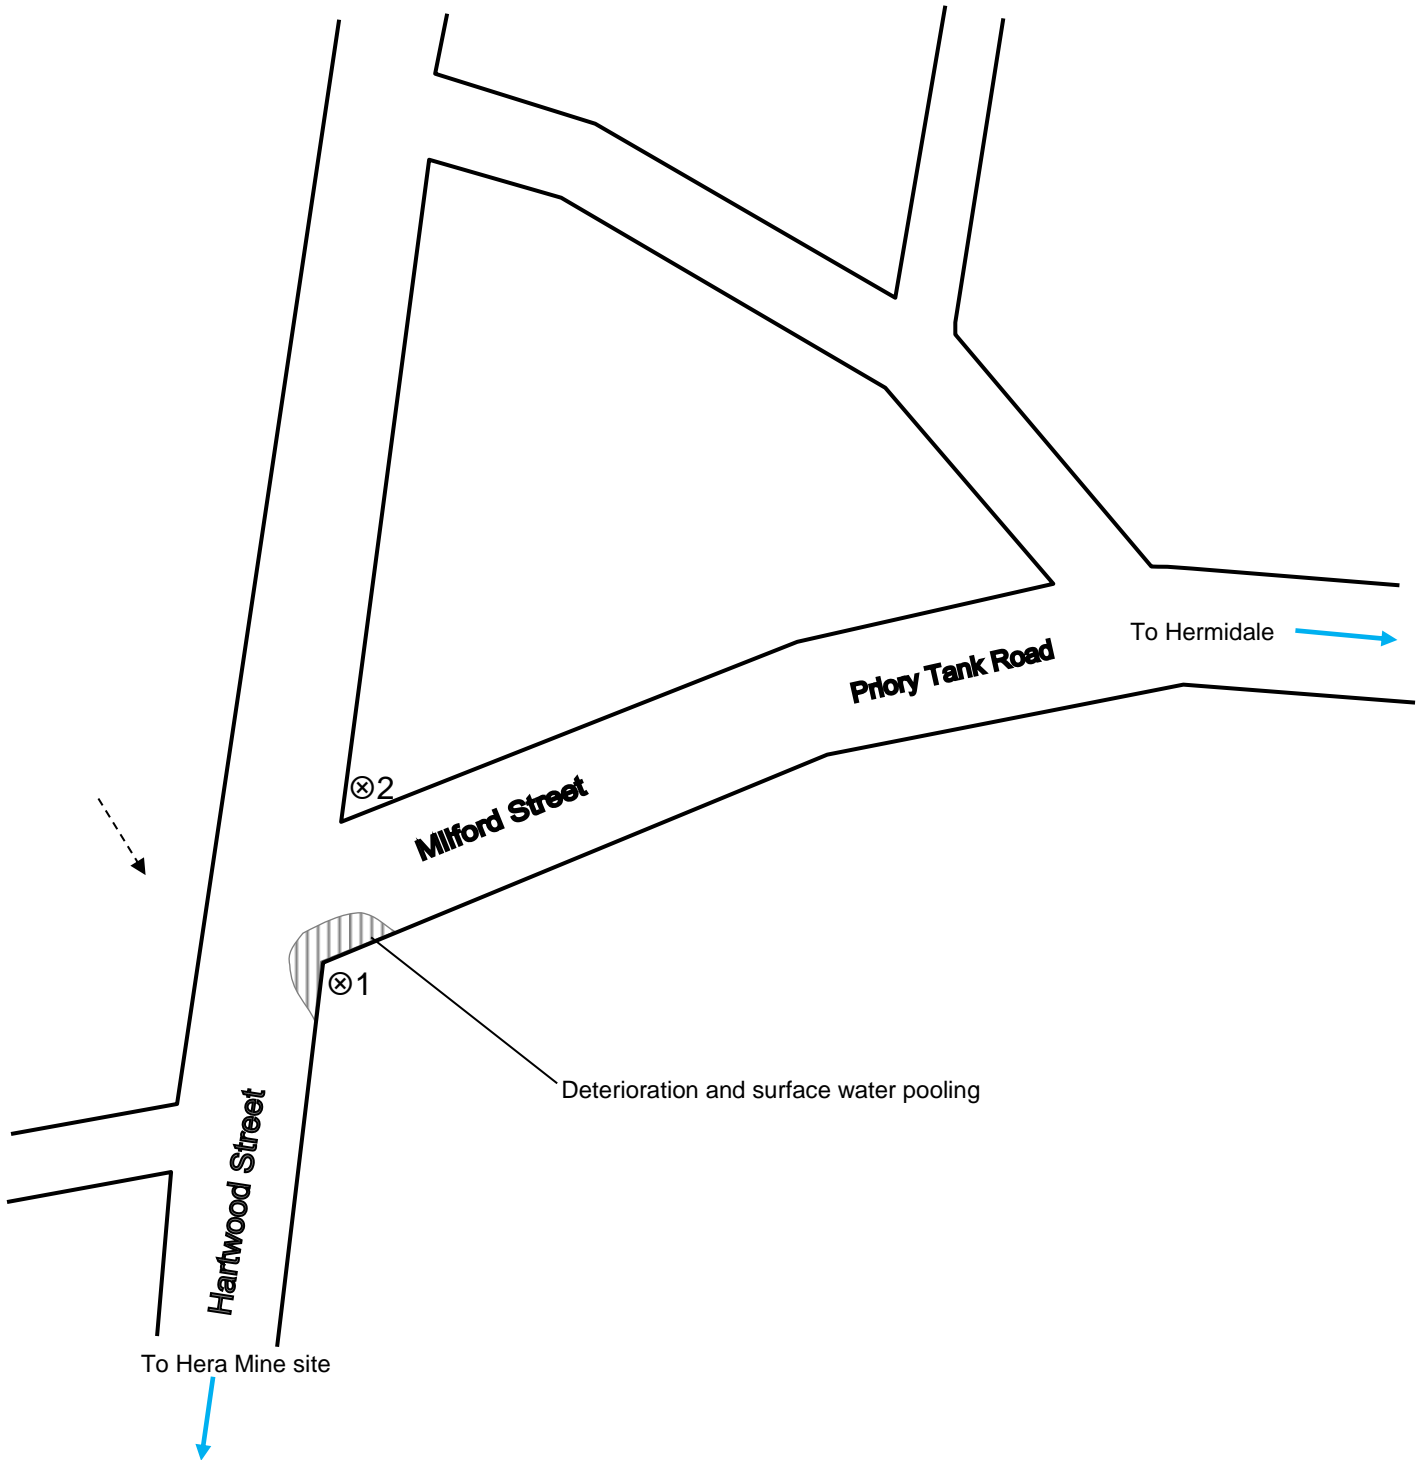 To Hermidale
Priory Tank Road
⊗2
Milford Street
⊗1
Deterioration and surface water pooling
Hartwood Street
To Hera Mine site